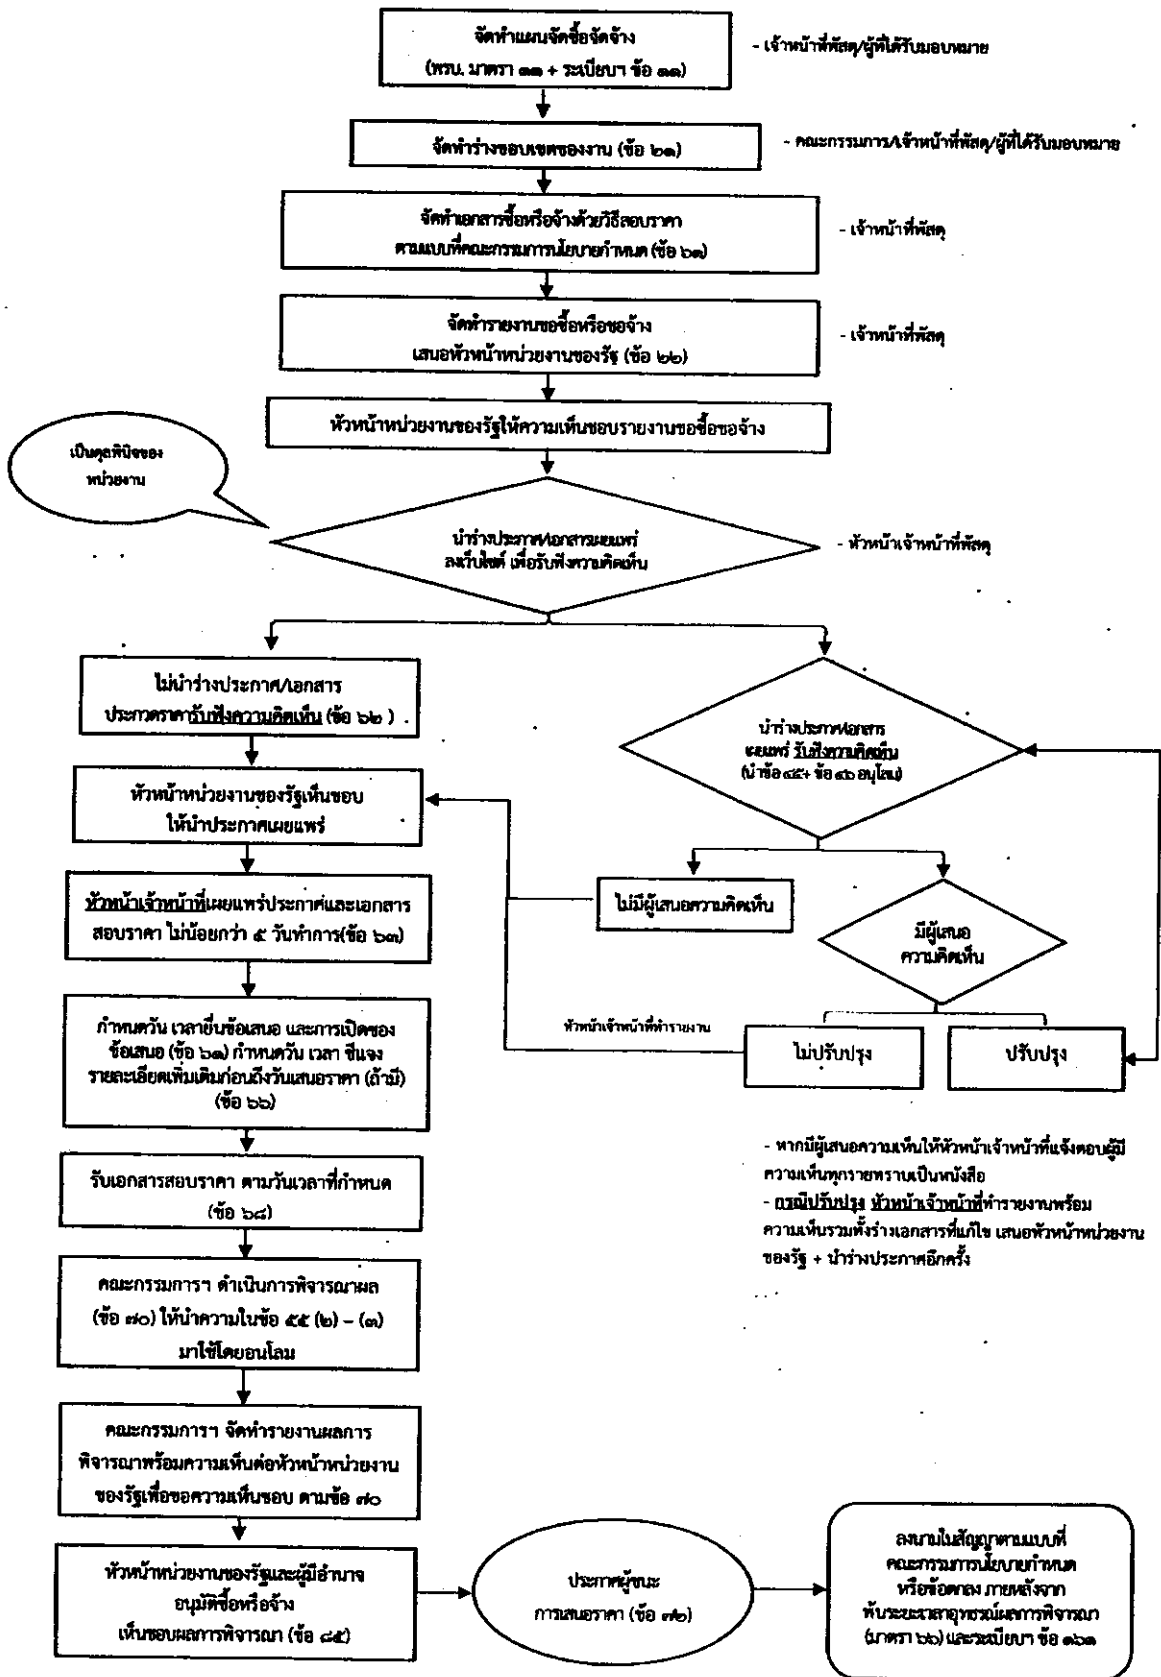 จัดทำแผนจัดซื้อจัดจ้าง
(พรบ. มาตรา ๑๑ + ระเบียบฯ ข้อ ๑๑)
- เจ้าหน้าที่พัสดุ/ผู้ที่ได้รับมอบหมาย
จัดทำร่างขอบเขตของงาน (ข้อ ๒๑)
- คณะกรรมการ/เจ้าหน้าที่พัสดุ/ผู้ที่ได้รับมอบหมาย
จัดทำเอกสารซื้อหรือจ้างด้วยวิธีสอบราคา
ตามแบบที่คณะกรรมการนโยบายกำหนด (ข้อ ๖๑)
- เจ้าหน้าที่พัสดุ
จัดทำรายงานขอซื้อหรือขอจ้าง
เสนอหัวหน้าหน่วยงานของรัฐ (ข้อ ๒๒)
- เจ้าหน้าที่พัสดุ
หัวหน้าหน่วยงานของรัฐให้ความเห็นชอบรายงานขอซื้อขอจ้าง
เป็นดุลพินิจของ
หน่วยงาน
นำร่างประกาศ/เอกสารเผยแพร่
ลงเว็บไซต์ เพื่อรับฟังความคิดเห็น
- หัวหน้าเจ้าหน้าที่พัสดุ
ไม่นำร่างประกาศ/เอกสาร
ประกวดราคารับฟังความคิดเห็น (ข้อ ๖๒ )
นำร่างประกาศ/เอกสาร
เผยแพร่ รับฟังความคิดเห็น
(นำข้อ ๔๕+ ข้อ ๔๖ อนุโลม)
หัวหน้าหน่วยงานของรัฐเห็นชอบ
ให้นำประกาศเผยแพร่
ไม่มีผู้เสนอความคิดเห็น
มีผู้เสนอ
ความคิดเห็น
หัวหน้าเจ้าหน้าที่เผยแพร่ประกาศและเอกสาร
สอบราคา ไม่น้อยกว่า ๕ วันทำการ(ข้อ ๖๓)
หัวหน้าเจ้าหน้าที่ทำรายงาน
ไม่ปรับปรุง
ปรับปรุง
กำหนดวัน เวลายื่นข้อเสนอ และการเปิดซอง
ข้อเสนอ (ข้อ ๖๑) กำหนดวัน เวลา ชี้แจง
รายละเอียดเพิ่มเติมก่อนถึงวันเสนอราคา (ถ้ามี)
(ข้อ ๖๖)
- หากมีผู้เสนอความเห็นให้หัวหน้าเจ้าหน้าที่แจ้งตอบผู้มี
ความเห็นทุกรายทราบเป็นหนังสือ
- กรณีปรับปรุง หัวหน้าเจ้าหน้าที่ทำรายงานพร้อม
ความเห็นรวมทั้งร่างเอกสารที่แก้ไข เสนอหัวหน้าหน่วยงาน
ของรัฐ + นำร่างประกาศอีกครั้ง
รับเอกสารสอบราคา ตามวันเวลาที่กำหนด
(ข้อ ๖๘)
คณะกรรมการฯ ดำเนินการพิจารณาผล
(ข้อ ๗๐) ให้นำความในข้อ ๕๕ (๒) – (๓)
มาใช้โดยอนโลม
คณะกรรมการฯ จัดทำรายงานผลการ
พิจารณาพร้อมความเห็นต่อหัวหน้าหน่วยงาน
ของรัฐเพื่อขอความเห็นชอบ ตามข้อ ๗๐
หัวหน้าหน่วยงานของรัฐและผู้มีอำนาจ
อนุมัติซื้อหรือจ้าง
เห็นชอบผลการพิจารณา (ข้อ ๘๕)
ประกาศผู้ชนะ
การเสนอราคา (ข้อ ๗๒)
ลงนามในสัญญาตามแบบที่
คณะกรรมการนโยบายกำหนด
หรือข้อตกลง ภายหลังจาก
พ้นระยะเวลาอุทธรณ์ผลการพิจารณา
(มาตรา ๖๖) และระเบียบฯ ข้อ ๑๖๑